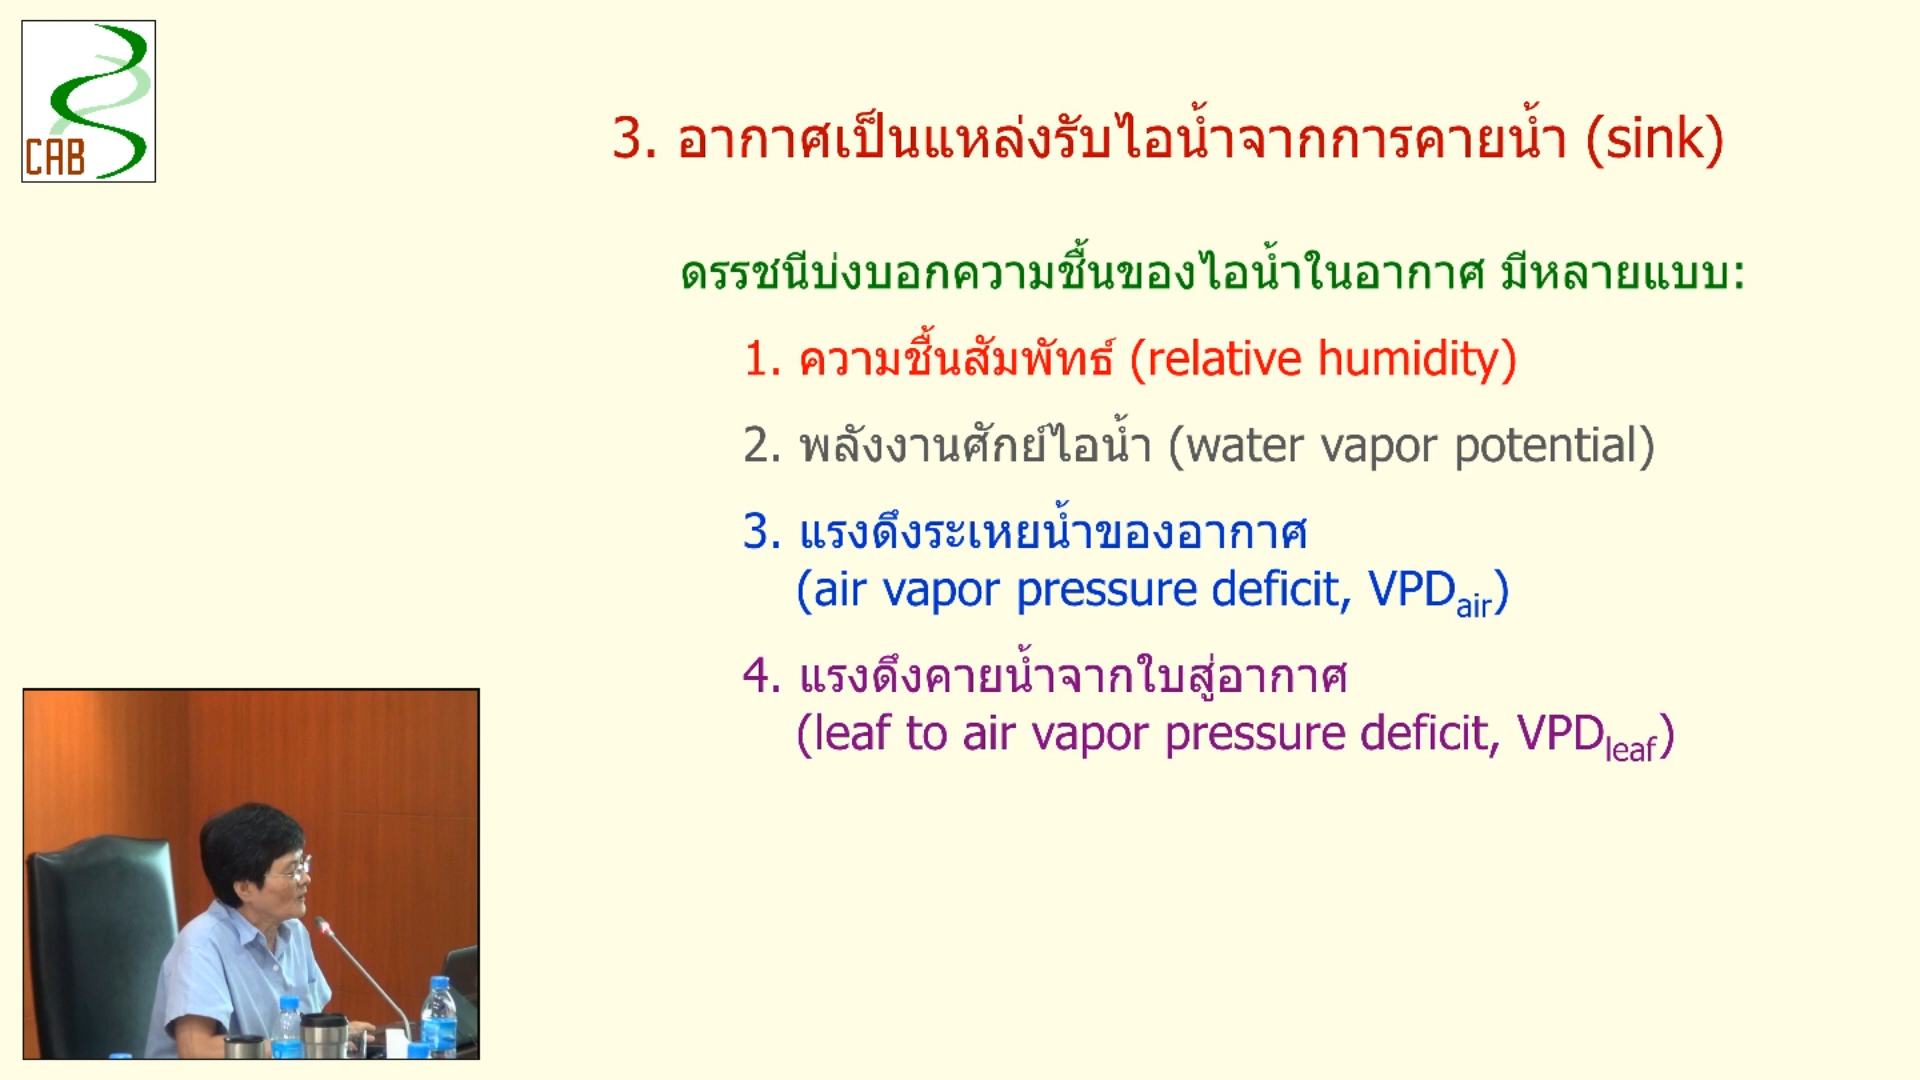 CAB
3. อากาศเป็นแหล่งรับไอน้ำจากการคายน้ำ (sink)
ดรรชนีบ่งบอกความชื้นของไอน้ำในอากาศ มีหลายแบบ:
1. ความชื้นสัมพัทธ์ (relative humidity)
2. พลังงานศักย์ไอน้ำ (water vapor potential)
3. แรงดึงระเหยน้ำของอากาศ
(air vapor pressure deficit, VPDair)
4. แรงดึงคายน้ำจากใบสู่อากาศ
(leaf to air vapor pressure deficit, VPDleaf)